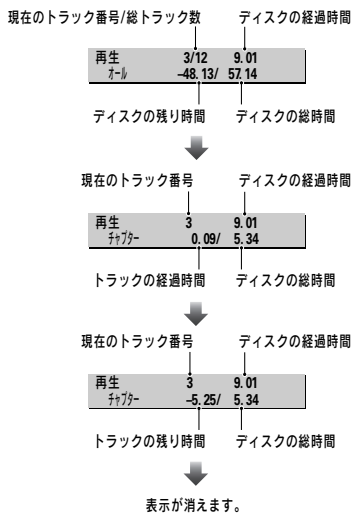 現在のトラック番号/総トラック数 ディスクの経過時間
再生 3/12 9. 01
オール –48. 13/ 57. 14
ディスクの残り時間 ディスクの総時間
現在のトラック番号 ディスクの経過時間
再生 3 9. 01
チャプター 0. 09/ 5. 34
トラックの経過時間 ディスクの総時間
現在のトラック番号 ディスクの経過時間
再生 3 9. 01
チャプター –5. 25/ 5. 34
トラックの残り時間 ディスクの総時間
表示が消えます。